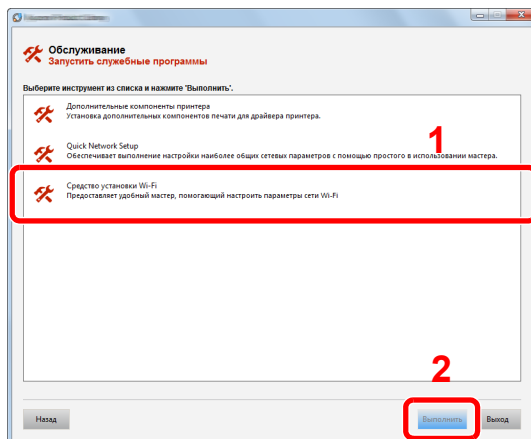 Обслуживание
Запустить служебные программы
Выберите инструмент из списка и нажмите 'Выполнить'.
Дополнительные компоненты принтера
Установка дополнительных компонентов печати для драйвера принтера.
1
Quick Network Setup
Обеспечивает выполнение настройки наиболее общих сетевых параметров с помощью простого в использовании мастера.
Средство установки Wi-Fi
Предоставляет удобный мастер, помогающий настроить параметры сети Wi-Fi
2
Назад
Выполнить
Выход